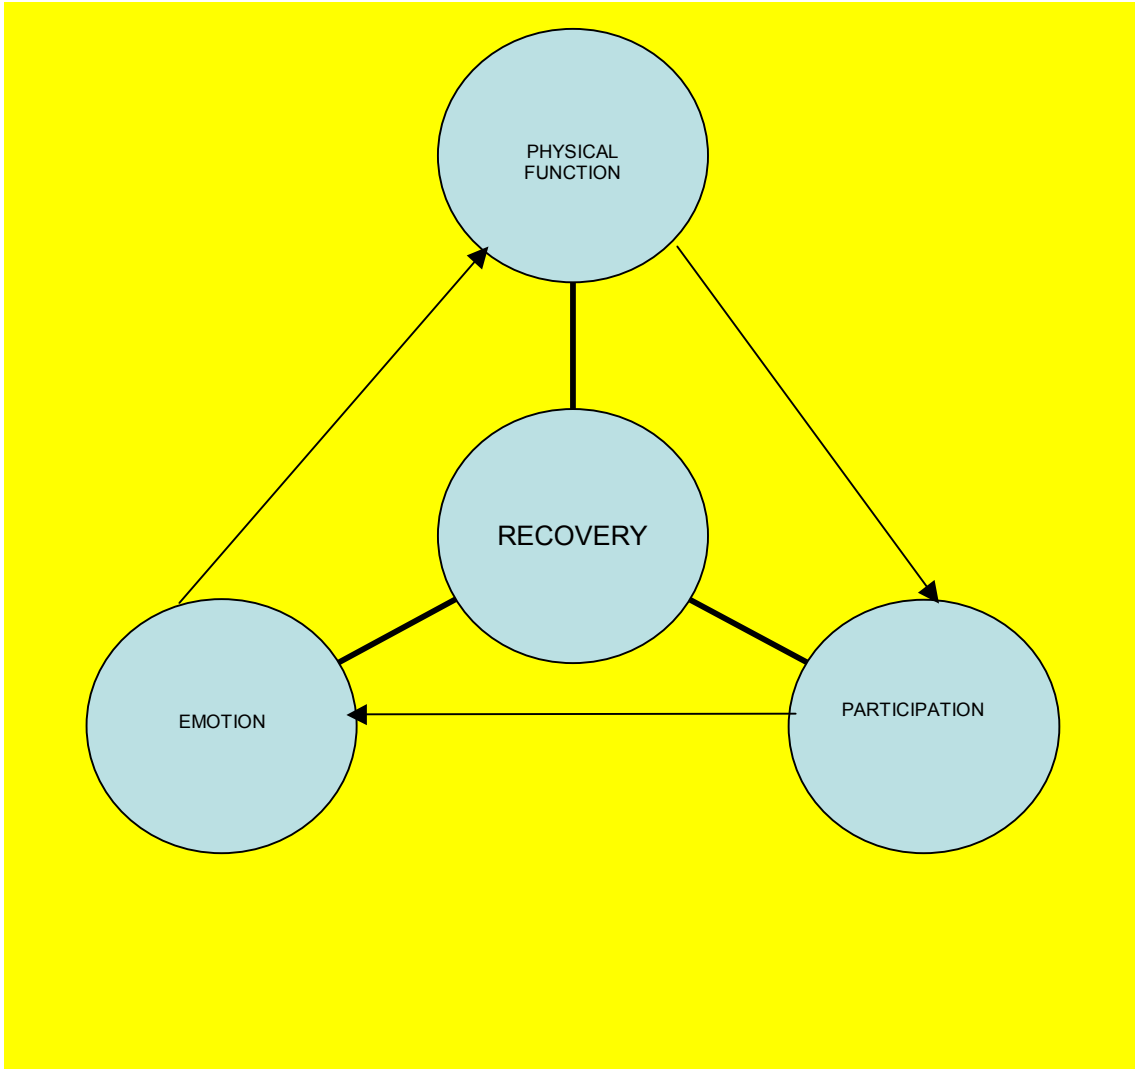 PHYSICAL
FUNCTION
RECOVERY
EMOTION
PARTICIPATION